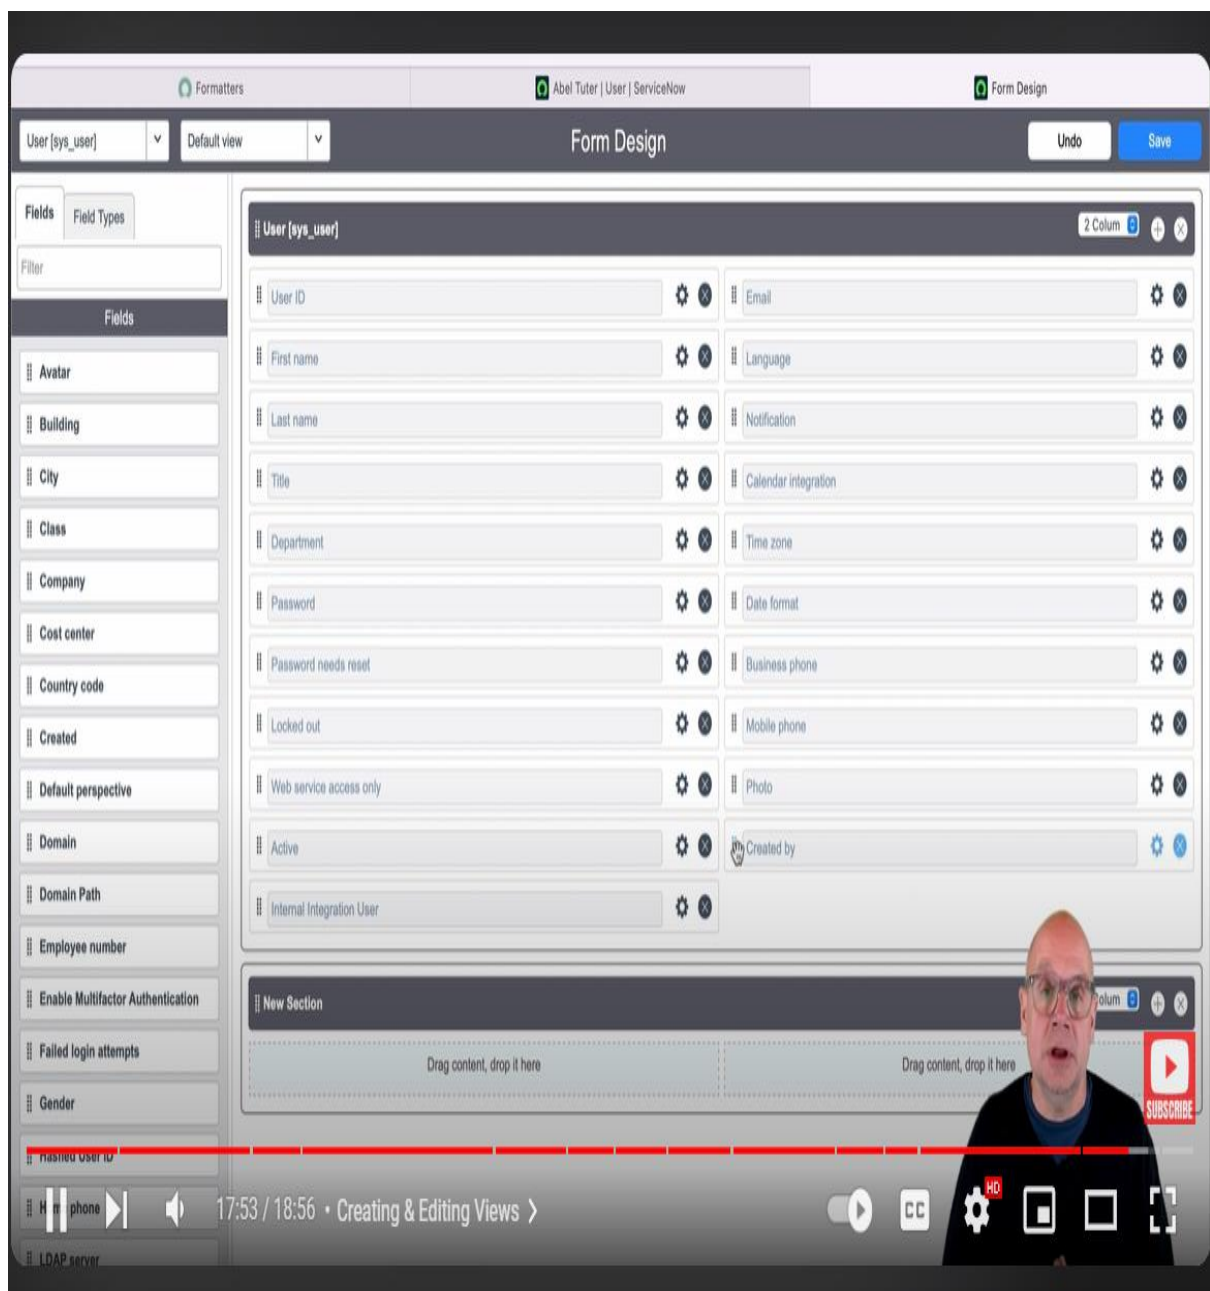 Formatters
Abel Tuter | User | ServiceNow
Form Design
User [sys_user]
Default view
Form Design
Undo
Save
Fields
Field Types
Filter
Fields
Avatar
Building
City
Class
Company
Cost center
Country code
Created
Default perspective
Domain
Domain Path
Employee number
Enable Multifactor Authentication
Failed login attempts
Gender
Hashed User ID
phone
LDAP server
User [sys_user]
2 Colum
User ID
Email
First name
Language
Last name
Notification
Title
Calendar integration
Department
Time zone
Password
Date format
Password needs reset
Business phone
Locked out
Mobile phone
Web service access only
Photo
Active
Created by
Internal Integration User
New Section
olum
Drag content, drop it here
Drag content, drop it here
SUBSCRIBE
17:53 / 18:56 • Creating & Editing Views
CC
HD